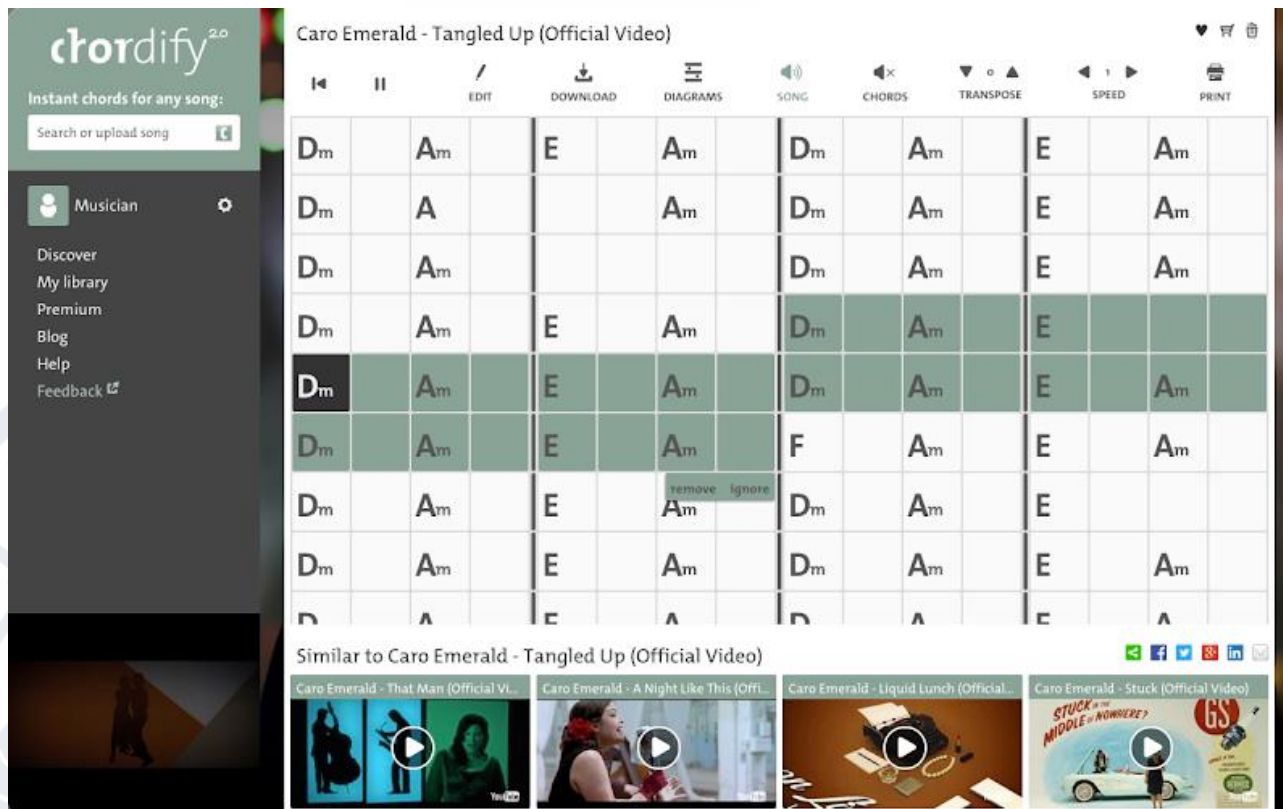 chordify 2.0
Instant chords for any song:
Search or upload song
Musician
Discover
My library
Premium
Blog
Help
Feedback
Caro Emerald - Tangled Up (Official Video)
EDIT DOWNLOAD DIAGRAMS SONG CHORDS 0 TRANSPOSE 1 SPEED PRINT
Dm Am E Am Dm Am E Am
Dm A Am Dm Am E Am
Dm Am Dm Am E Am
Dm Am E Am Dm Am E
Dm Am E Am Dm Am E Am
Dm Am E Am F Am E Am
remove ignore
Dm Am E Am Dm Am E
Dm Am E Am Dm Am E Am
Similar to Caro Emerald - Tangled Up (Official Video)
Caro Emerald - That Man (Official Vi...
Caro Emerald - A Night Like This (Offi...
Caro Emerald - Liquid Lunch (Official...
Caro Emerald - Stuck (Official Video)
STUCK IN THE
MIDDLE OF NOWHERE?
GS
YouTube YouTube YouTube YouTube